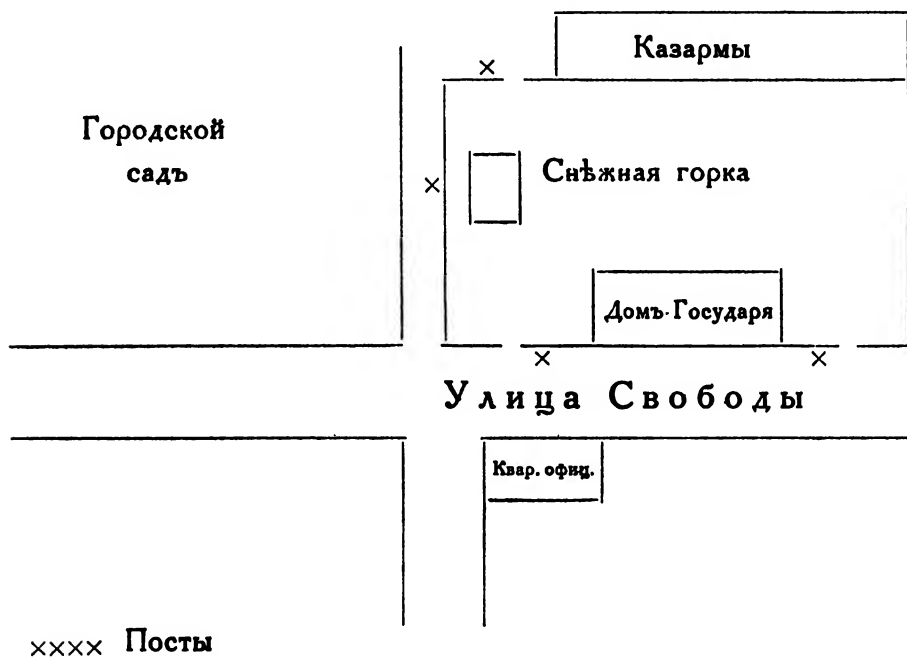 Казармы
Городской
садъ
Снѣжная горка
Домъ-Государя
Улица Свободы
Квар. офиц.
×××× Посты